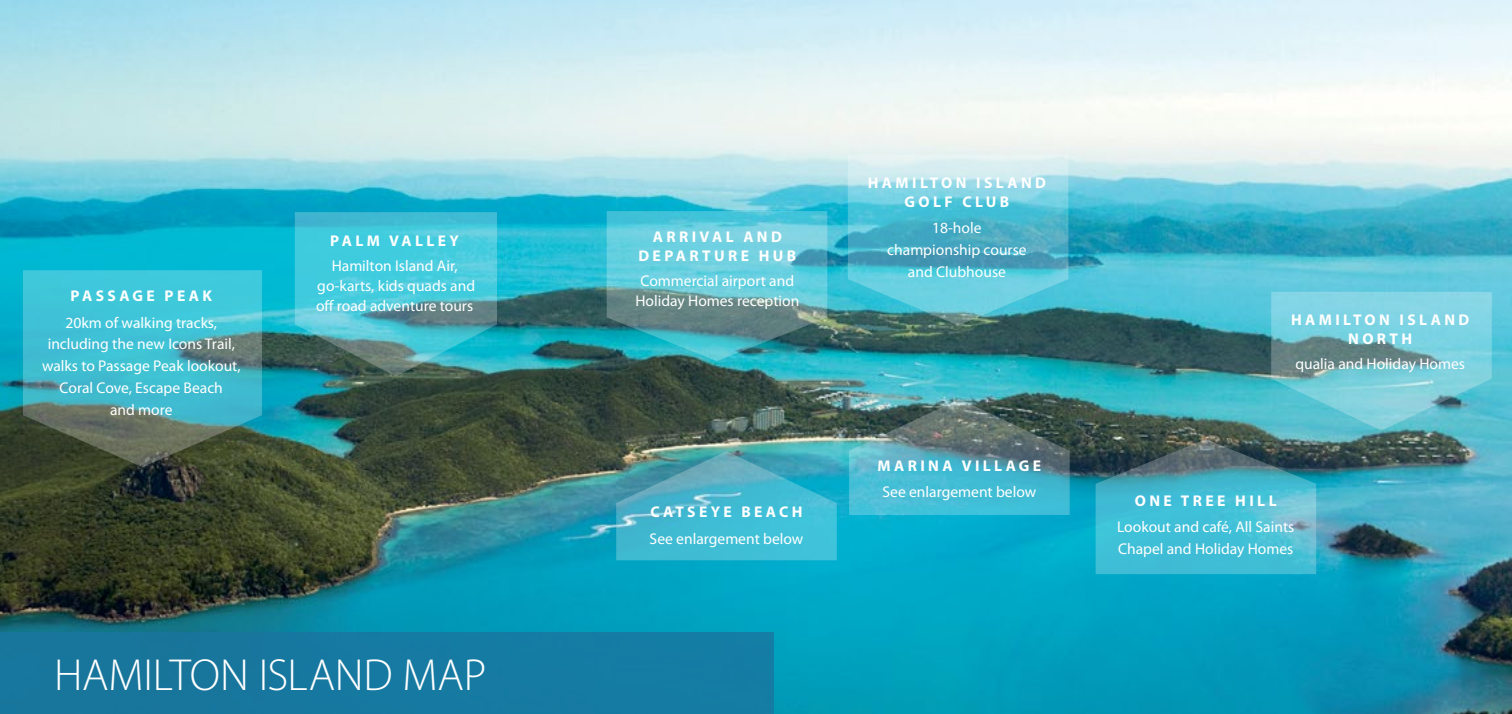 HAMILTON ISLAND
GOLF CLUB
18-hole
championship course
and Clubhouse
ARRIVAL AND
DEPARTURE HUB
Commercial airport and
Holiday Homes reception
PALM VALLEY
Hamilton Island Air,
go-karts, kids quads and
off road adventure tours
PASSAGE PEAK
20km of walking tracks,
including the new Icons Trail,
walks to Passage Peak lookout,
Coral Cove, Escape Beach
and more
HAMILTON ISLAND
NORTH
qualia and Holiday Homes
MARINA VILLAGE
See enlargement below
CATSEYE BEACH
See enlargement below
ONE TREE HILL
Lookout and café, All Saints
Chapel and Holiday Homes
HAMILTON ISLAND MAP